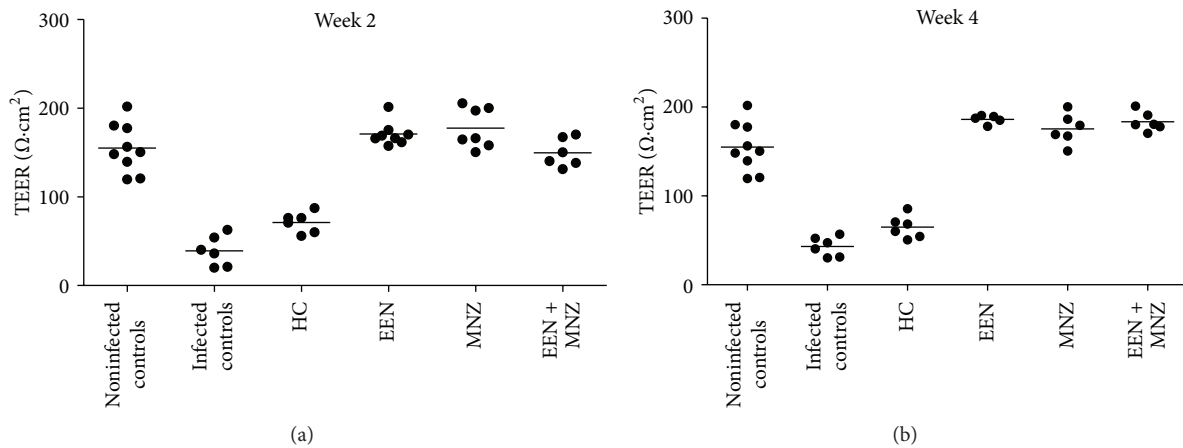 Week 2
300
200
100
0
TEER (Ω·cm²)
Noninfected
controls
Infected
controls
HC
EEN
MNZ
EEN +
MNZ
(a)
Week 4
300
200
100
0
TEER (Ω·cm²)
Noninfected
controls
Infected
controls
HC
EEN
MNZ
EEN +
MNZ
(b)